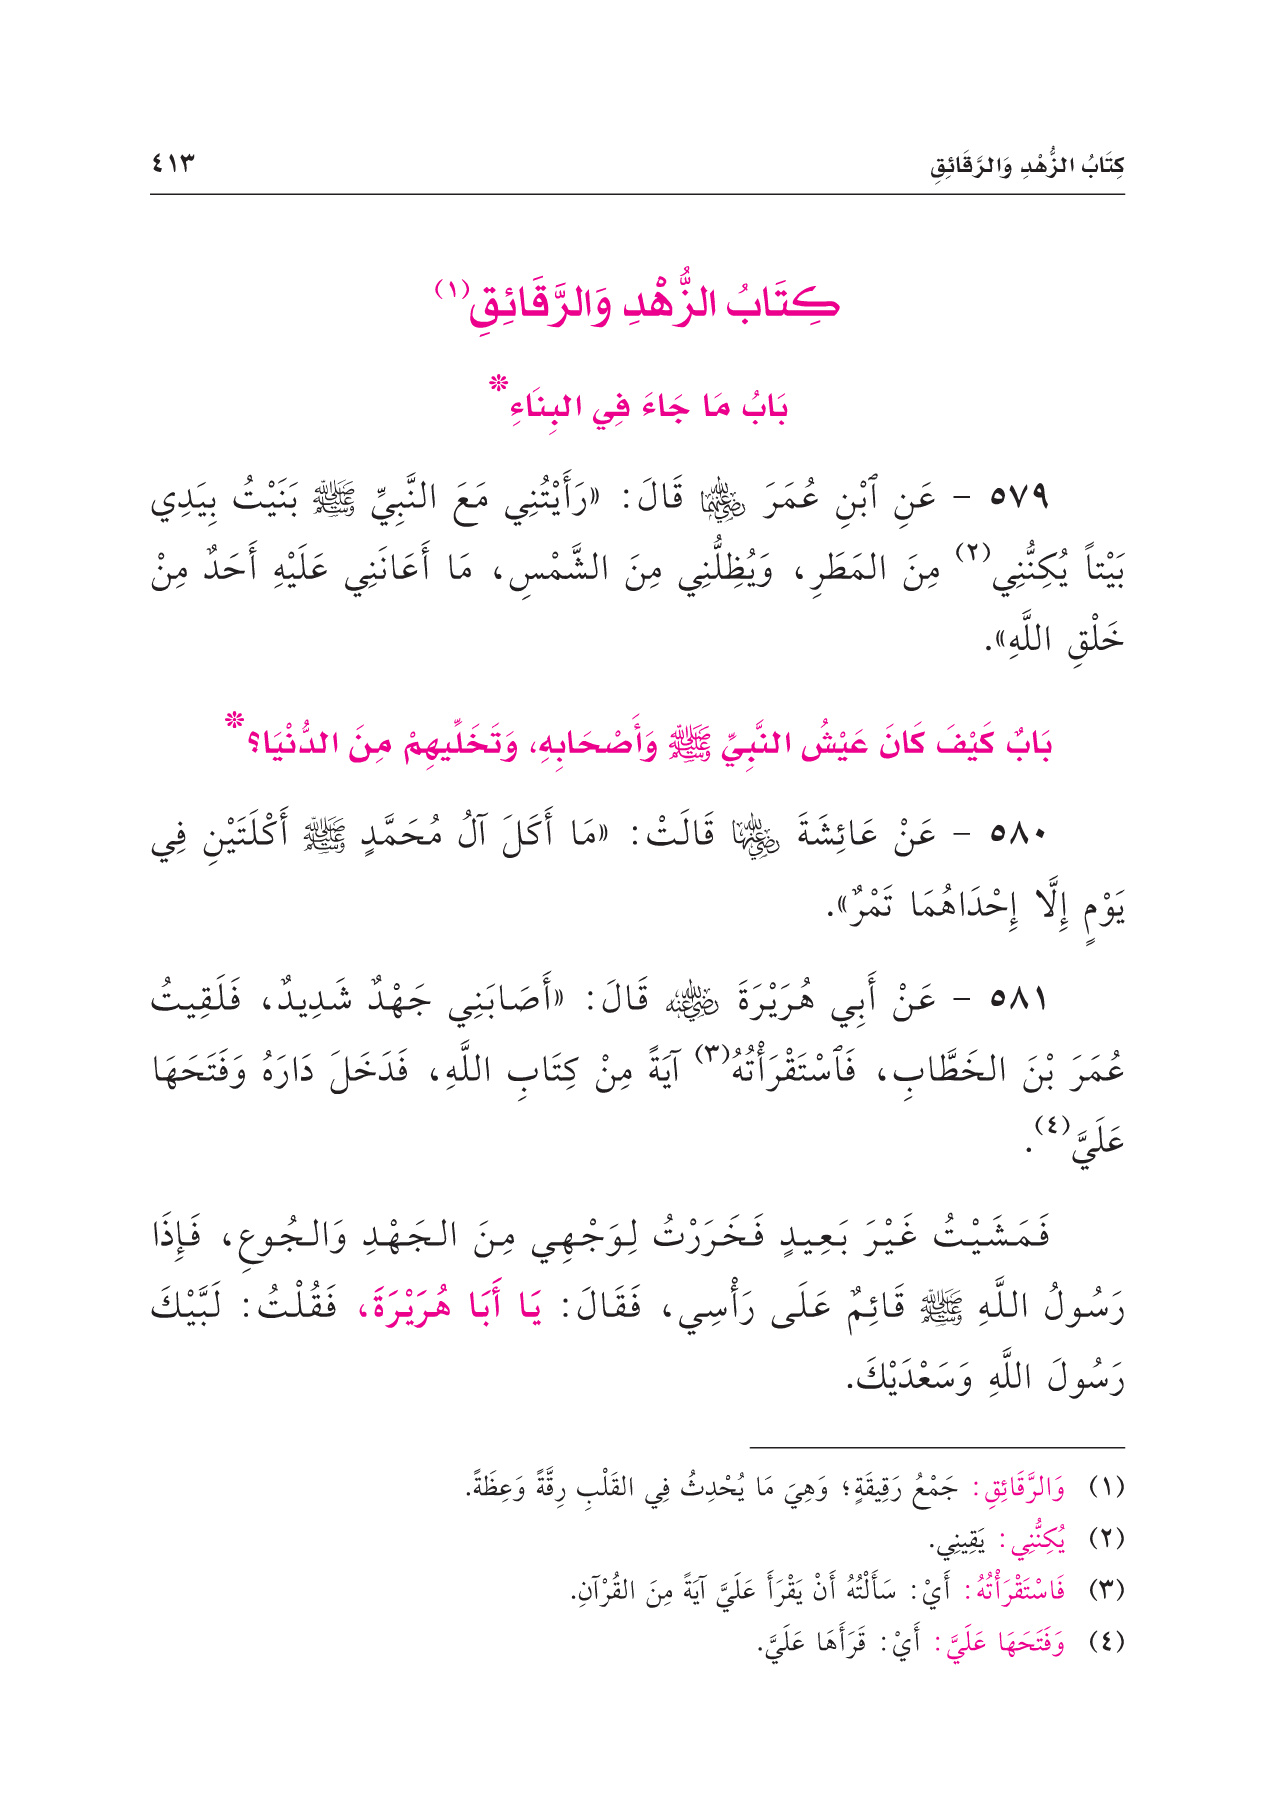 كِتَابُ الزُّهْدِ وَالرَّقَائِقِ ٤١٣
كِتَابُ الزُّهْدِ وَالرَّقَائِقِ(١)
بَابُ مَا جَاءَ فِي البِنَاءِ*
٥٧٩ - عَنِ ٱبْنِ عُمَرَ رضي الله عنهما قَالَ: «رَأَيْتُنِي مَعَ النَّبِيِّ ﷺ بَنَيْتُ بِيَدِي
بَيْتاً يُكِنُّنِي(٢) مِنَ المَطَرِ، وَيُظِلُّنِي مِنَ الشَّمْسِ، مَا أَعَانَنِي عَلَيْهِ أَحَدٌ مِنْ
خَلْقِ اللَّهِ».
بَابٌ كَيْفَ كَانَ عَيْشُ النَّبِيِّ ﷺ وَأَصْحَابِهِ، وَتَخَلِّيهِمْ مِنَ الدُّنْيَا؟*
٥٨٠ - عَنْ عَائِشَةَ رضي الله عنها قَالَتْ: «مَا أَكَلَ آلُ مُحَمَّدٍ ﷺ أَكْلَتَيْنِ فِي
يَوْمٍ إِلَّا إِحْدَاهُمَا تَمْرٌ».
٥٨١ - عَنْ أَبِي هُرَيْرَةَ رضي الله عنه قَالَ: «أَصَابَنِي جَهْدٌ شَدِيدٌ، فَلَقِيتُ
عُمَرَ بْنَ الخَطَّابِ، فَٱسْتَقْرَأْتُهُ(٣) آيَةً مِنْ كِتَابِ اللَّهِ، فَدَخَلَ دَارَهُ وَفَتَحَهَا
عَلَيَّ(٤).
فَمَشَيْتُ غَيْرَ بَعِيدٍ فَخَرَرْتُ لِوَجْهِي مِنَ الجَهْدِ وَالجُوعِ، فَإِذَا
رَسُولُ اللَّهِ ﷺ قَائِمٌ عَلَى رَأْسِي، فَقَالَ: يَا أَبَا هُرَيْرَةَ، فَقُلْتُ: لَبَّيْكَ
رَسُولَ اللَّهِ وَسَعْدَيْكَ.
(١) وَالرَّقَائِقِ: جَمْعُ رَقِيقَةٍ؛ وَهِيَ مَا يُحْدِثُ فِي القَلْبِ رِقَّةً وَعِظَةً.
(٢) يُكِنُّنِي: يَقِينِي.
(٣) فَاسْتَقْرَأْتُهُ: أَيْ: سَأَلْتُهُ أَنْ يَقْرَأَ عَلَيَّ آيَةً مِنَ القُرْآنِ.
(٤) وَفَتَحَهَا عَلَيَّ: أَيْ: قَرَأَهَا عَلَيَّ.